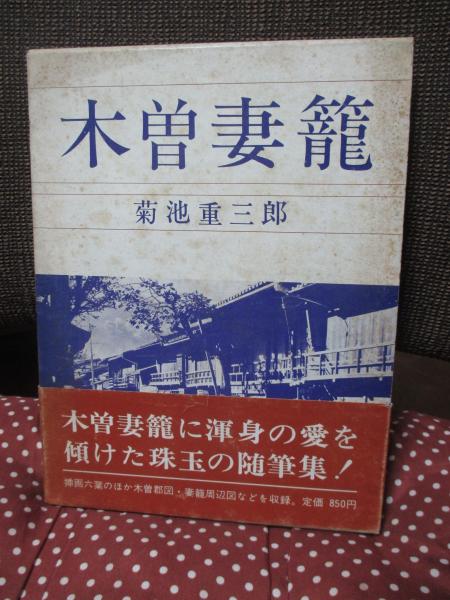 木曽妻籠
菊池重三郎
木曽妻籠に渾身の愛を
傾けた珠玉の随筆集!
挿画六葉のほか木曽郡図・妻籠周辺図などを収録。定価 850円